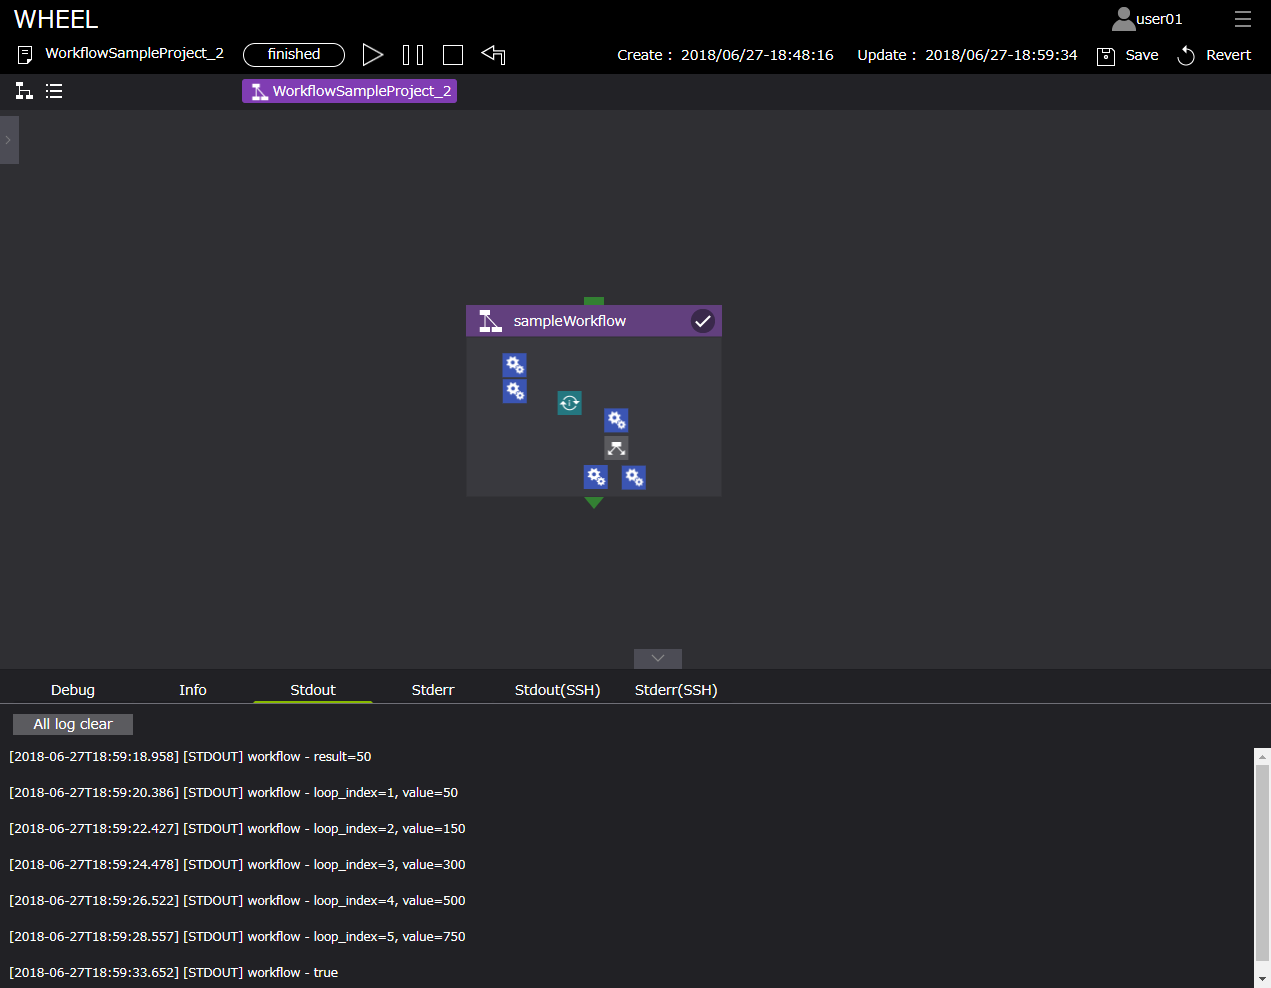 WHEEL
user01
WorkflowSampleProject_2
finished
Create : 2018/06/27-18:48:16
Update : 2018/06/27-18:59:34
Save
Revert
WorkflowSampleProject_2
sampleWorkflow
Debug
Info
Stdout
Stderr
Stdout(SSH)
Stderr(SSH)
All log clear
[2018-06-27T18:59:18.958] [STDOUT] workflow - result=50
[2018-06-27T18:59:20.386] [STDOUT] workflow - loop_index=1, value=50
[2018-06-27T18:59:22.427] [STDOUT] workflow - loop_index=2, value=150
[2018-06-27T18:59:24.478] [STDOUT] workflow - loop_index=3, value=300
[2018-06-27T18:59:26.522] [STDOUT] workflow - loop_index=4, value=500
[2018-06-27T18:59:28.557] [STDOUT] workflow - loop_index=5, value=750
[2018-06-27T18:59:33.652] [STDOUT] workflow - true